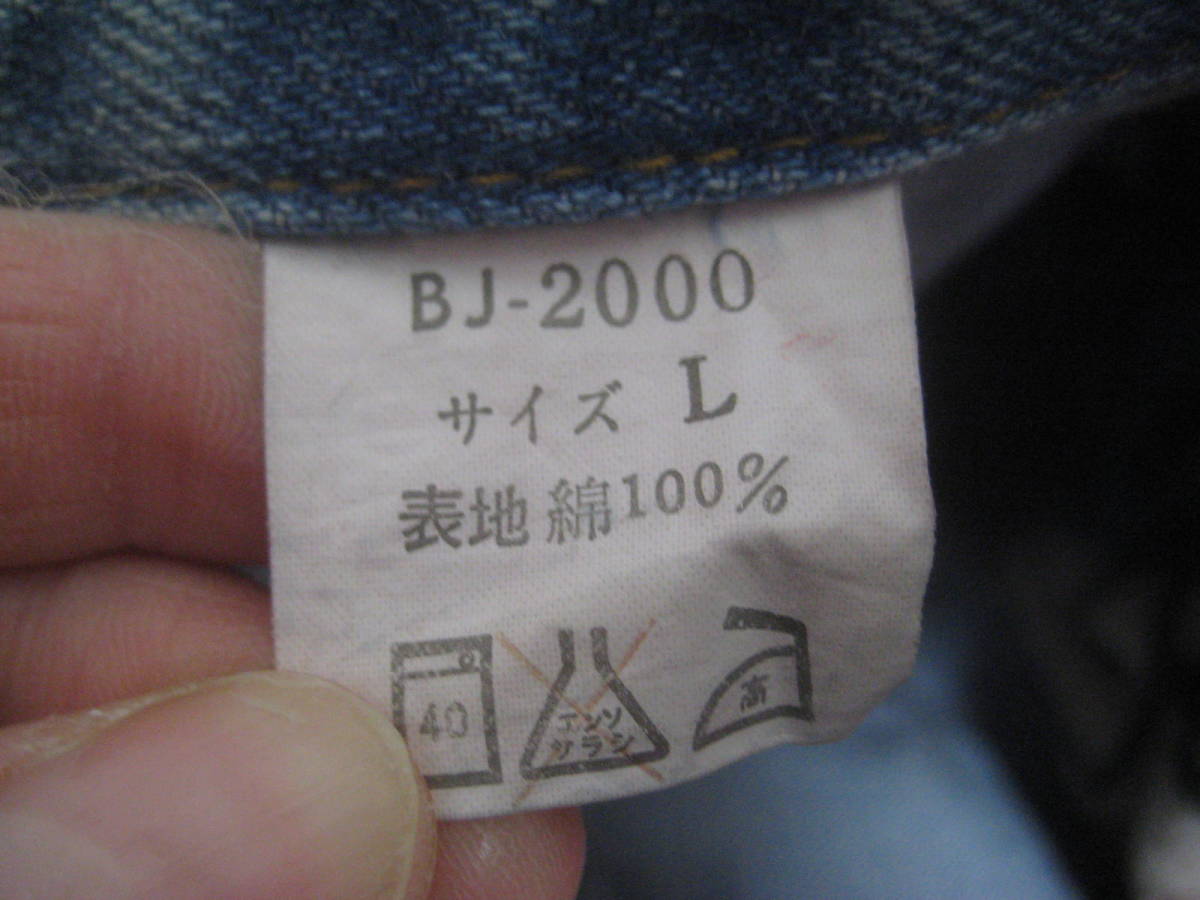 BJ-2000
サイズ L
表地 綿100%
40
エンソ
サラシ
高